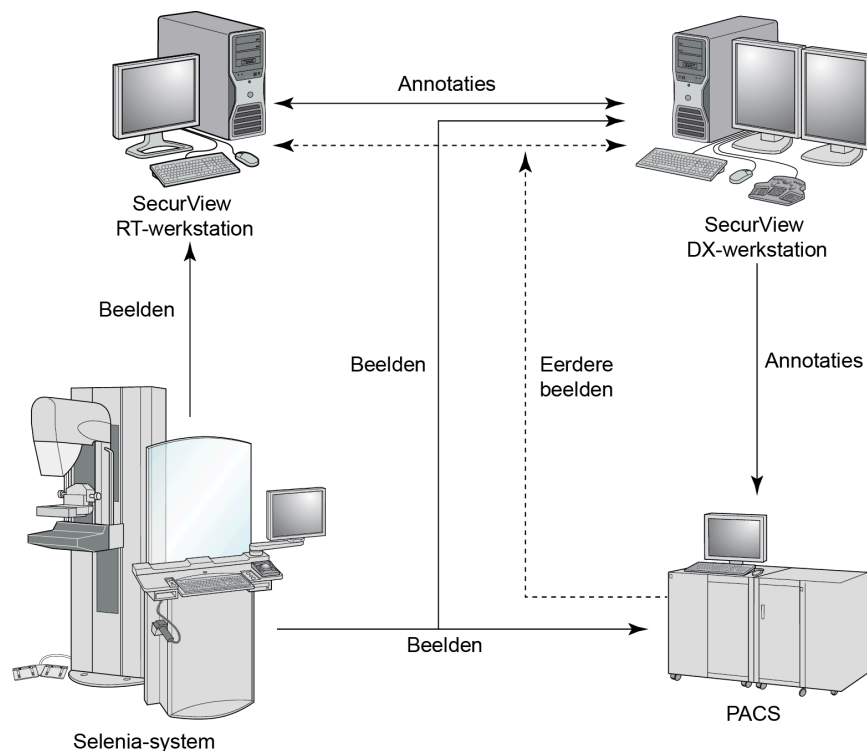 Annotaties
SecurView
RT-werkstation
SecurView
DX-werkstation
Beelden
Beelden
Eerdere
beelden
Annotaties
Beelden
PACS
Selenia-system